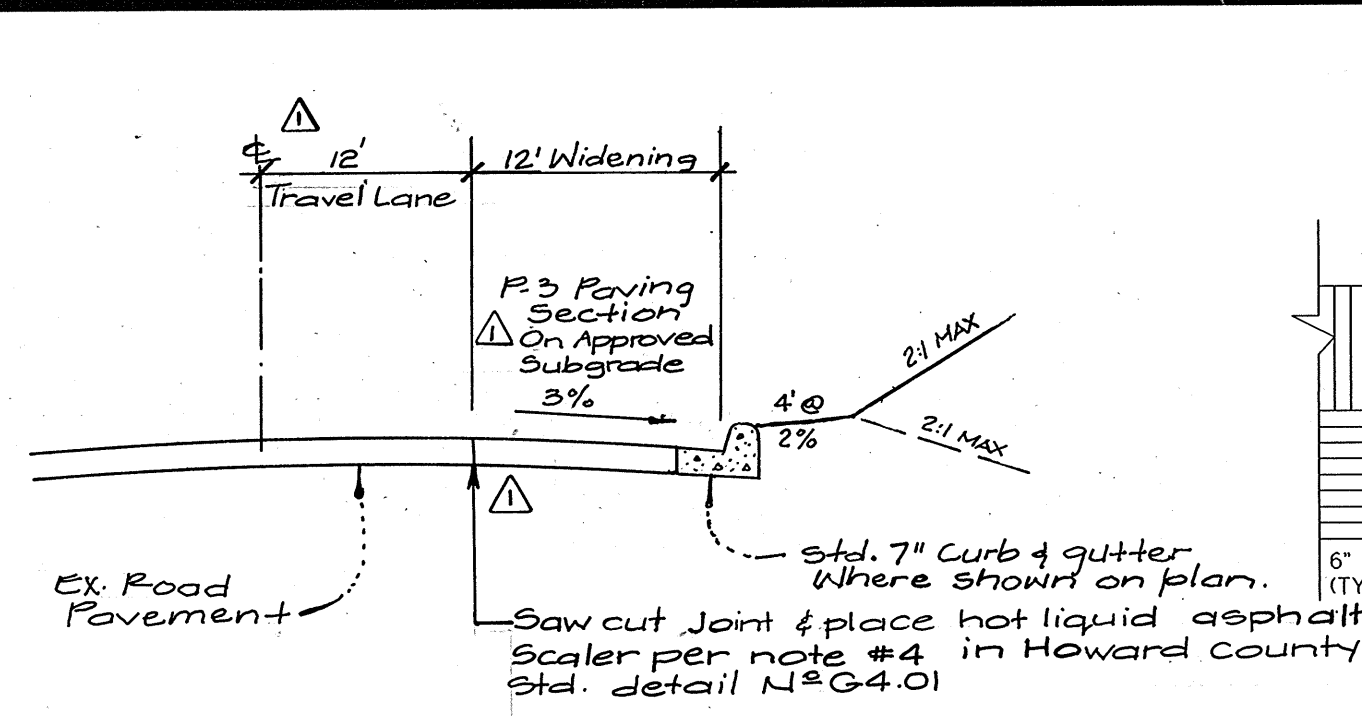 1
℄ 12' 12' Widening
Travel Lane
P-3 Paving
Section
1 On Approved
Subgrade
3%
4' @
2%
2:1 MAX
2:1 MAX
1
Std. 7" Curb & gutter
Where shown on plan.
Ex. Road
Pavement
Saw cut Joint & place hot liquid asphalt
Scaler per note #4 in Howard County
Std. detail Nº G4.01
6"
(TY